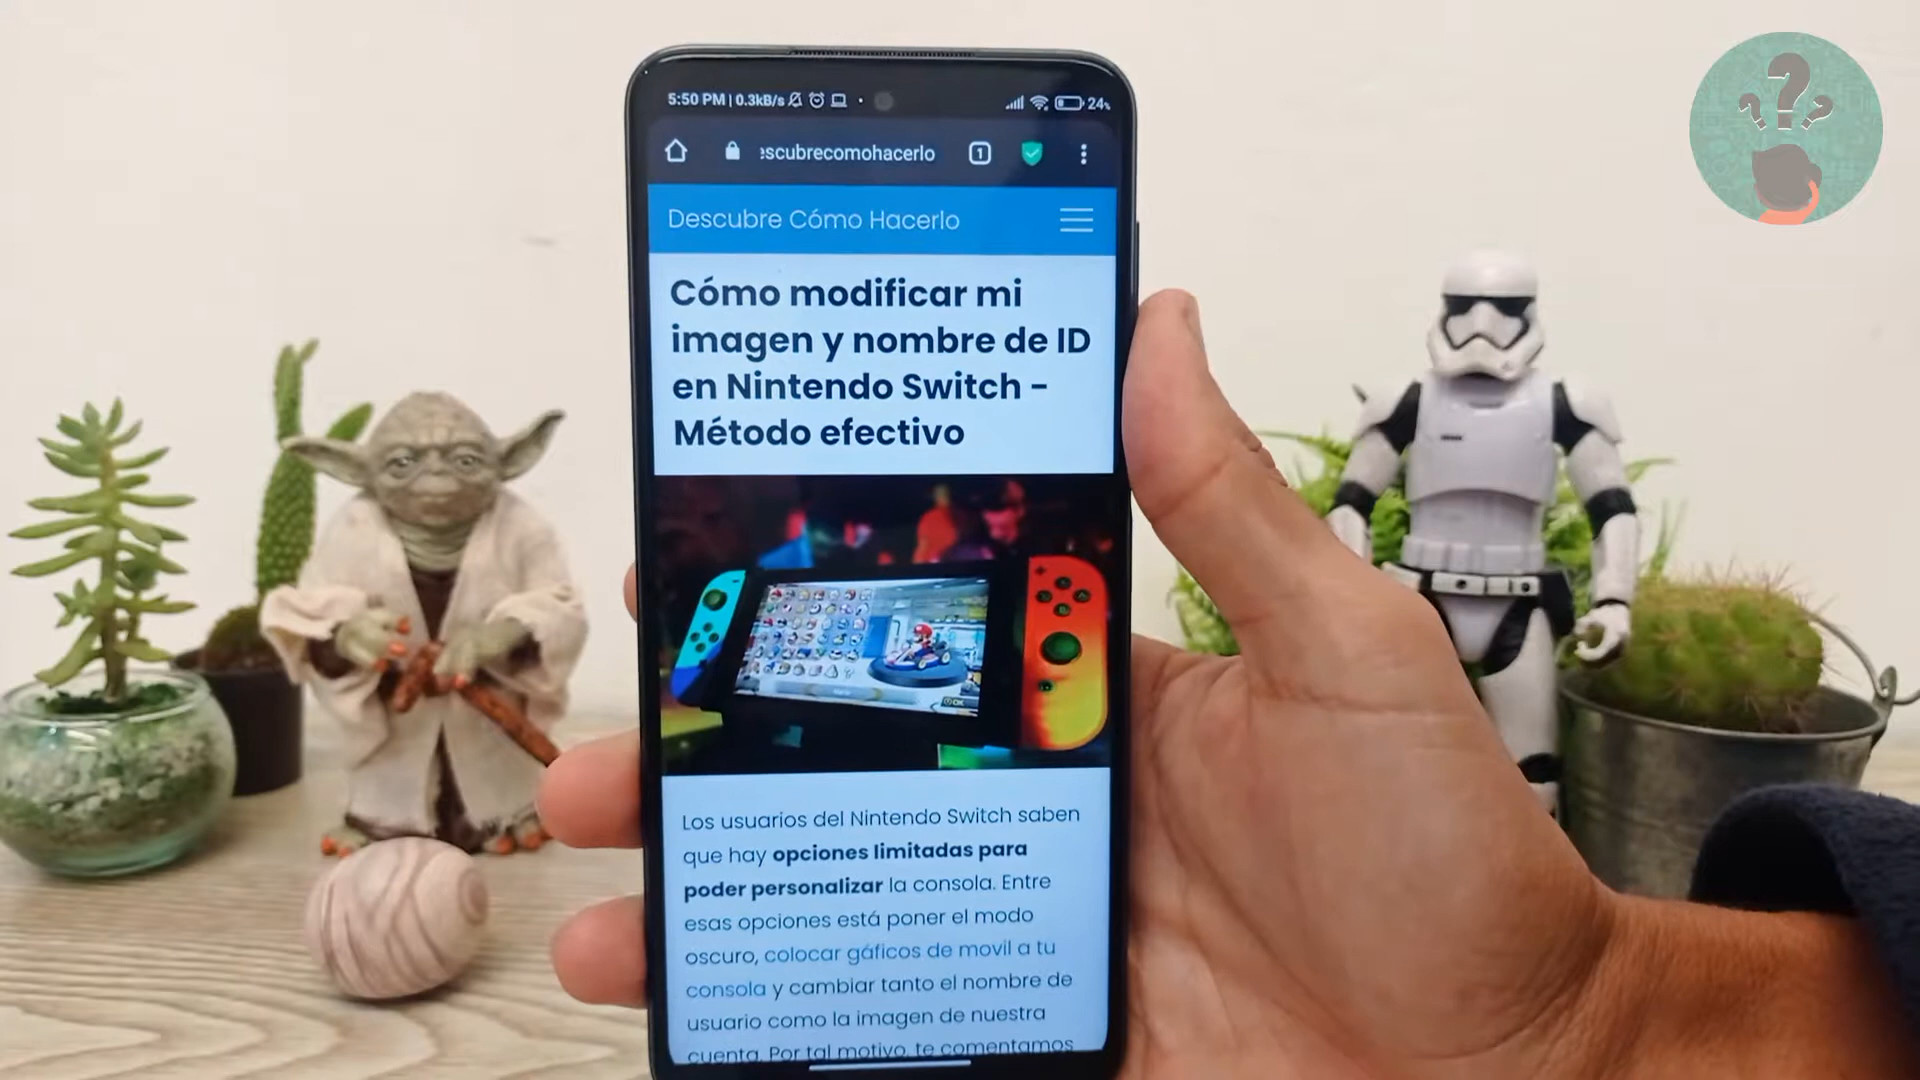 5:50 PM | 0.3kB/s
24%
escubrecomohacerlo
1
Descubre Cómo Hacerlo
Cómo modificar mi
imagen y nombre de ID
en Nintendo Switch -
Método efectivo
OK
Los usuarios del Nintendo Switch saben
que hay opciones limitadas para
poder personalizar la consola. Entre
esas opciones está poner el modo
oscuro, colocar gáficos de movil a tu
consola y cambiar tanto el nombre de
usuario como la imagen de nuestra
cuenta. Por tal motivo, te comentamos